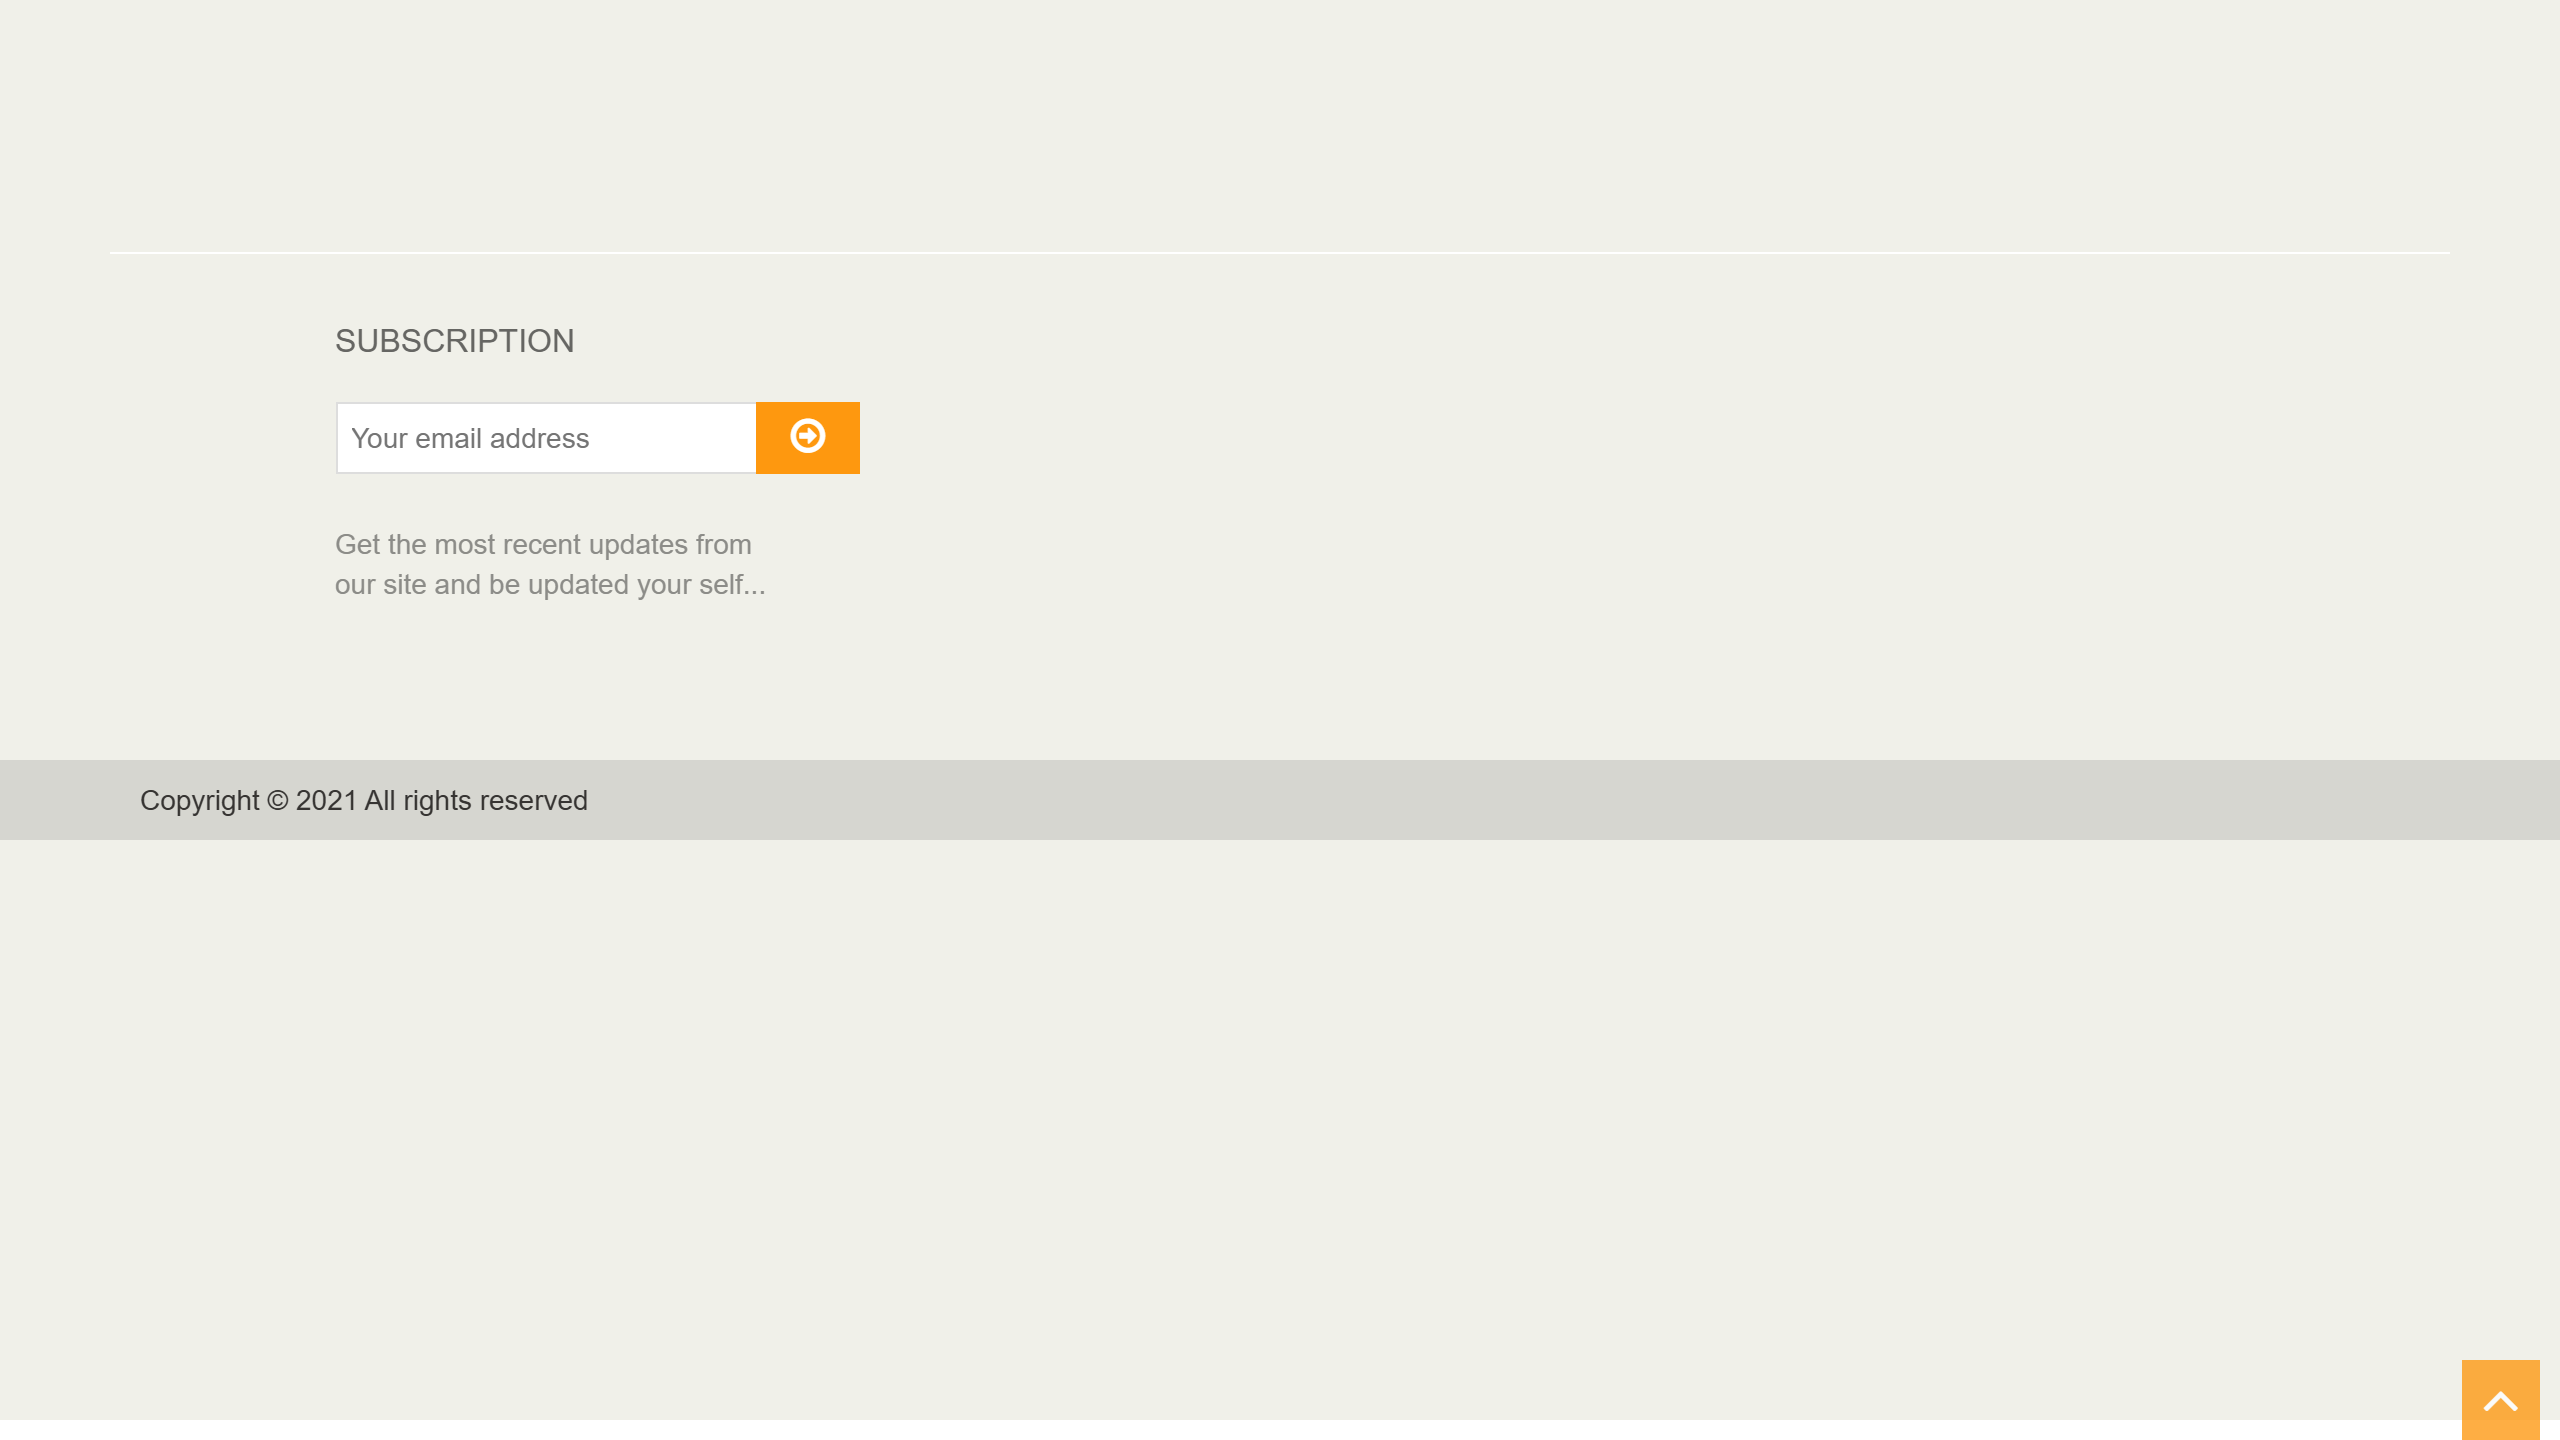 SUBSCRIPTION
Your email address
Get the most recent updates from
our site and be updated your self...
Copyright © 2021 All rights reserved